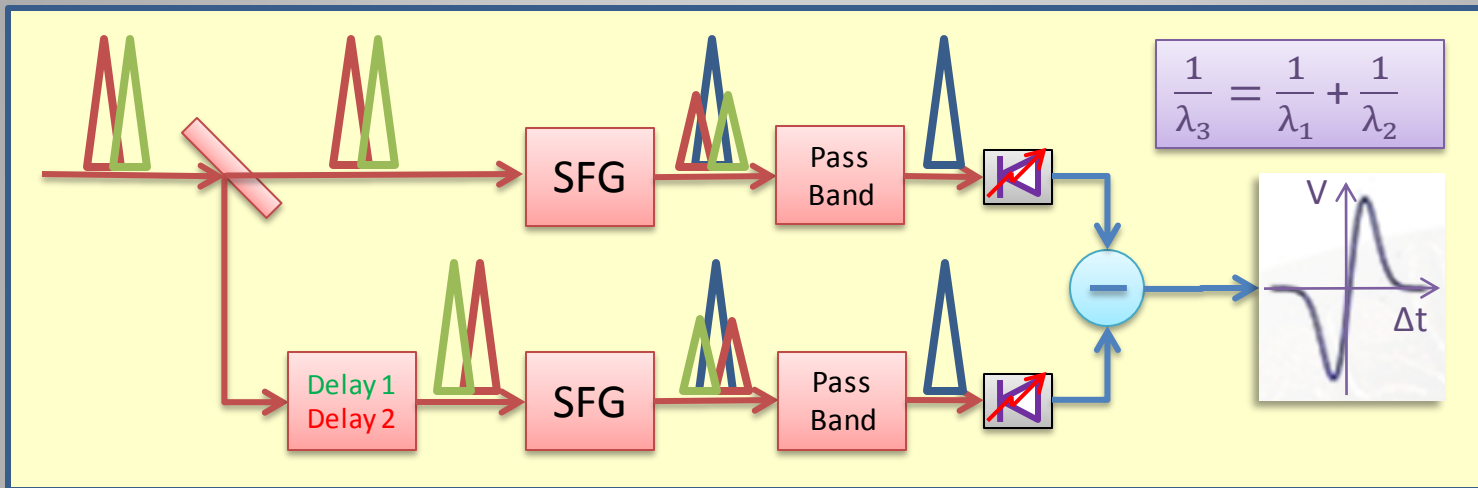 SFG
Pass
Band
1/λ₃ = 1/λ₁ + 1/λ₂
V
Δt
Delay 1
Delay 2
SFG
Pass
Band